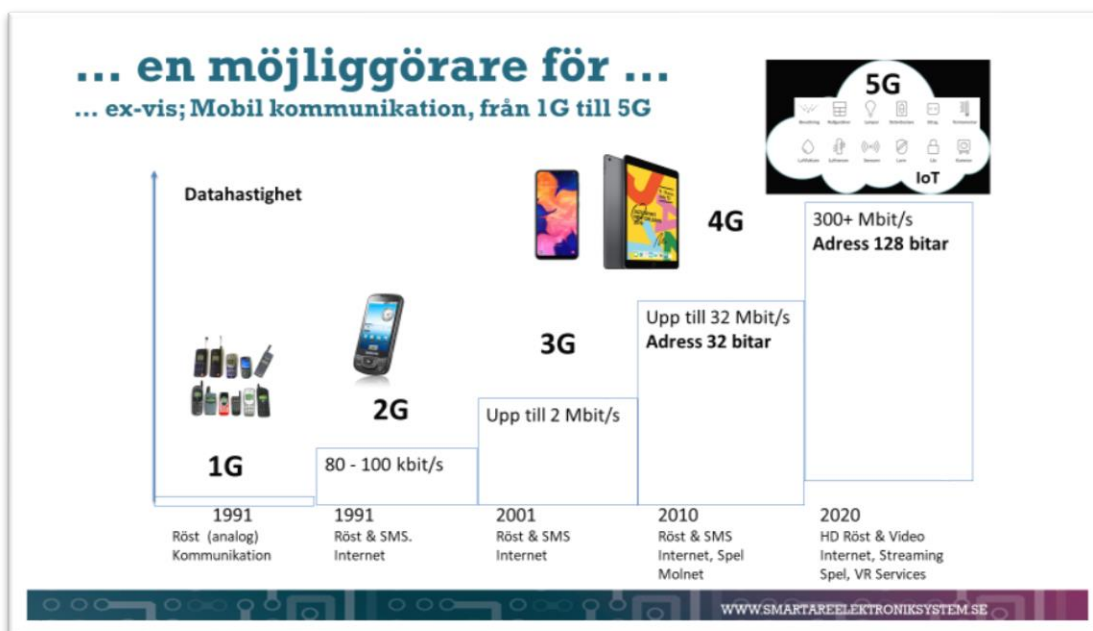 ... en möjliggörare för ...
... ex-vis; Mobil kommunikation, från 1G till 5G
5G
IoT
Datahastighet
4G
300+ Mbit/s
Adress 128 bitar
Upp till 32 Mbit/s
Adress 32 bitar
3G
2G
Upp till 2 Mbit/s
1G
80 - 100 kbit/s
1991
Röst (analog)
Kommunikation
1991
Röst & SMS.
Internet
2001
Röst & SMS
Internet
2010
Röst & SMS
Internet, Spel
Molnet
2020
HD Röst & Video
Internet, Streaming
Spel, VR Services
WWW.SMARTAREELEKTRONIKSYSTEM.SE